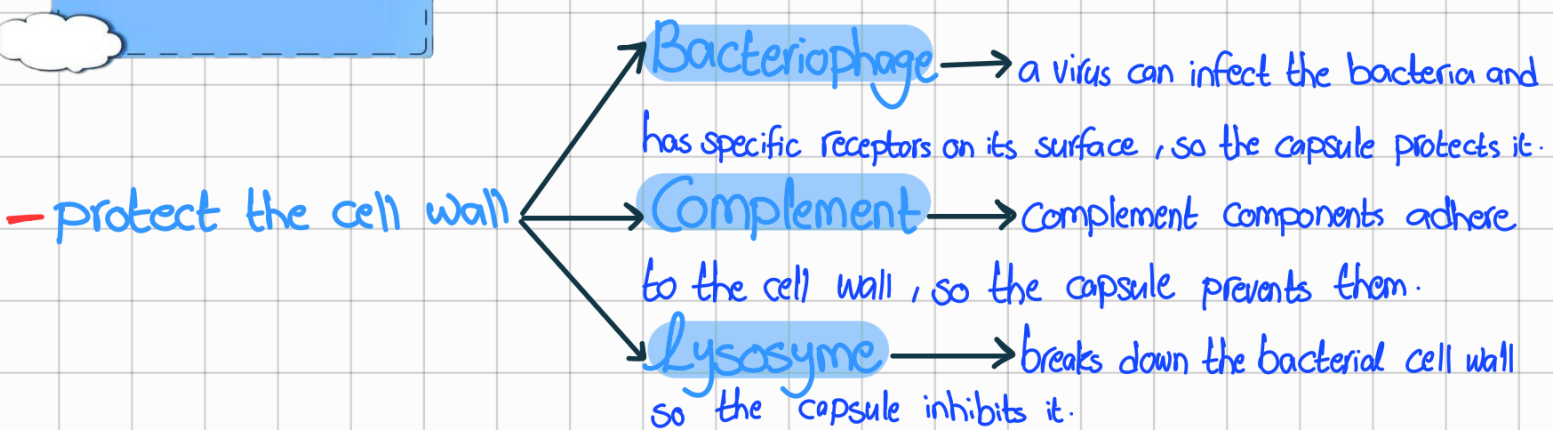 Bacteriophage → a virus can infect the bacteria and
has specific receptors on its surface, so the capsule protects it.
- protect the cell wall
Complement → Complement components adhere
to the cell wall, so the capsule prevents them.
Lysosyme → breaks down the bacterial cell wall
so the capsule inhibits it.